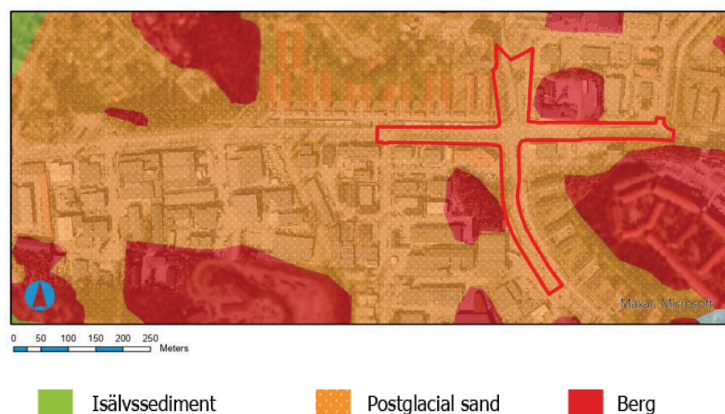 Maxar, Microsoft
0 50 100 150 200 250
Meters
Isälvssediment Postglacial sand Berg